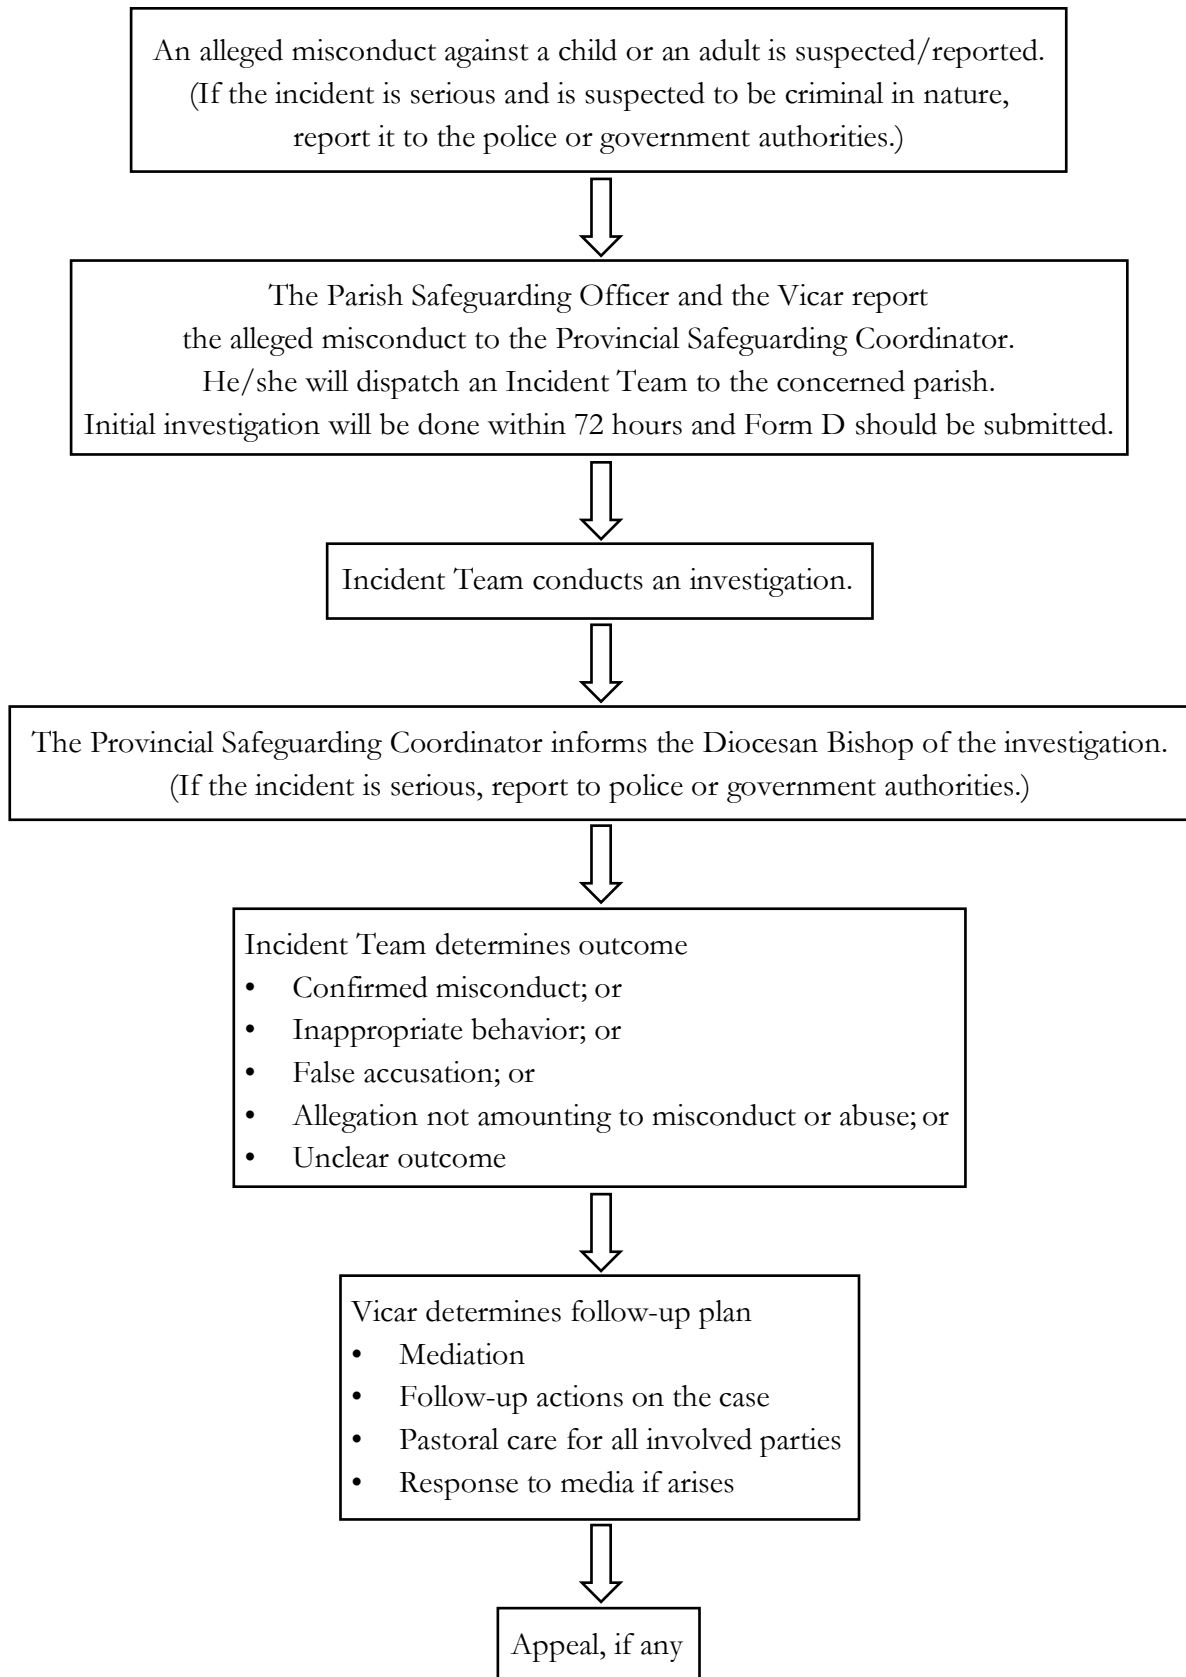 An alleged misconduct against a child or an adult is suspected/reported.
(If the incident is serious and is suspected to be criminal in nature,
report it to the police or government authorities.)
The Parish Safeguarding Officer and the Vicar report
the alleged misconduct to the Provincial Safeguarding Coordinator.
He/she will dispatch an Incident Team to the concerned parish.
Initial investigation will be done within 72 hours and Form D should be submitted.
Incident Team conducts an investigation.
The Provincial Safeguarding Coordinator informs the Diocesan Bishop of the investigation.
(If the incident is serious, report to police or government authorities.)
Incident Team determines outcome
• Confirmed misconduct; or
• Inappropriate behavior; or
• False accusation; or
• Allegation not amounting to misconduct or abuse; or
• Unclear outcome
Vicar determines follow-up plan
• Mediation
• Follow-up actions on the case
• Pastoral care for all involved parties
• Response to media if arises
Appeal, if any